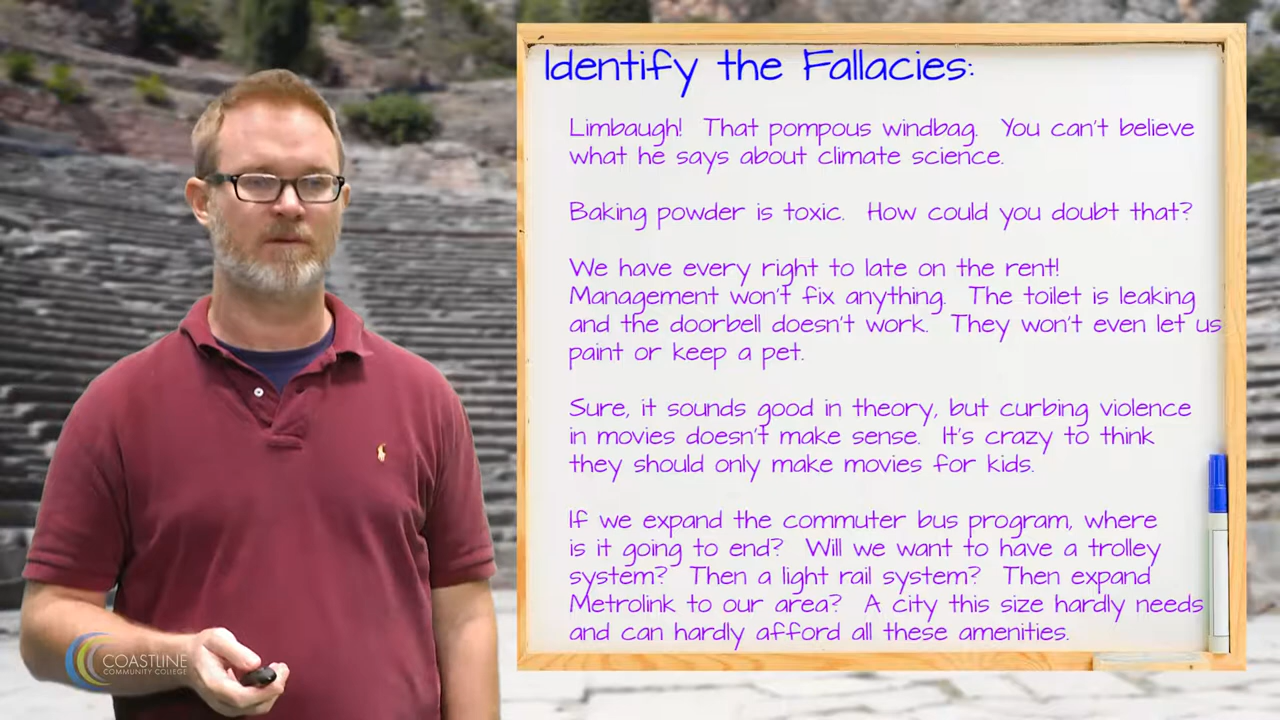 Identify the Fallacies:
Limbaugh! That pompous windbag. You can't believe
what he says about climate science.
Baking powder is toxic. How could you doubt that?
We have every right to late on the rent!
Management won't fix anything. The toilet is leaking
and the doorbell doesn't work. They won't even let us
paint or keep a pet.
Sure, it sounds good in theory, but curbing violence
in movies doesn't make sense. It's crazy to think
they should only make movies for kids.
If we expand the commuter bus program, where
is it going to end? Will we want to have a trolley
system? Then a light rail system? Then expand
Metrolink to our area? A city this size hardly needs
and can hardly afford all these amenities.
COASTLINE
COMMUNITY COLLEGE